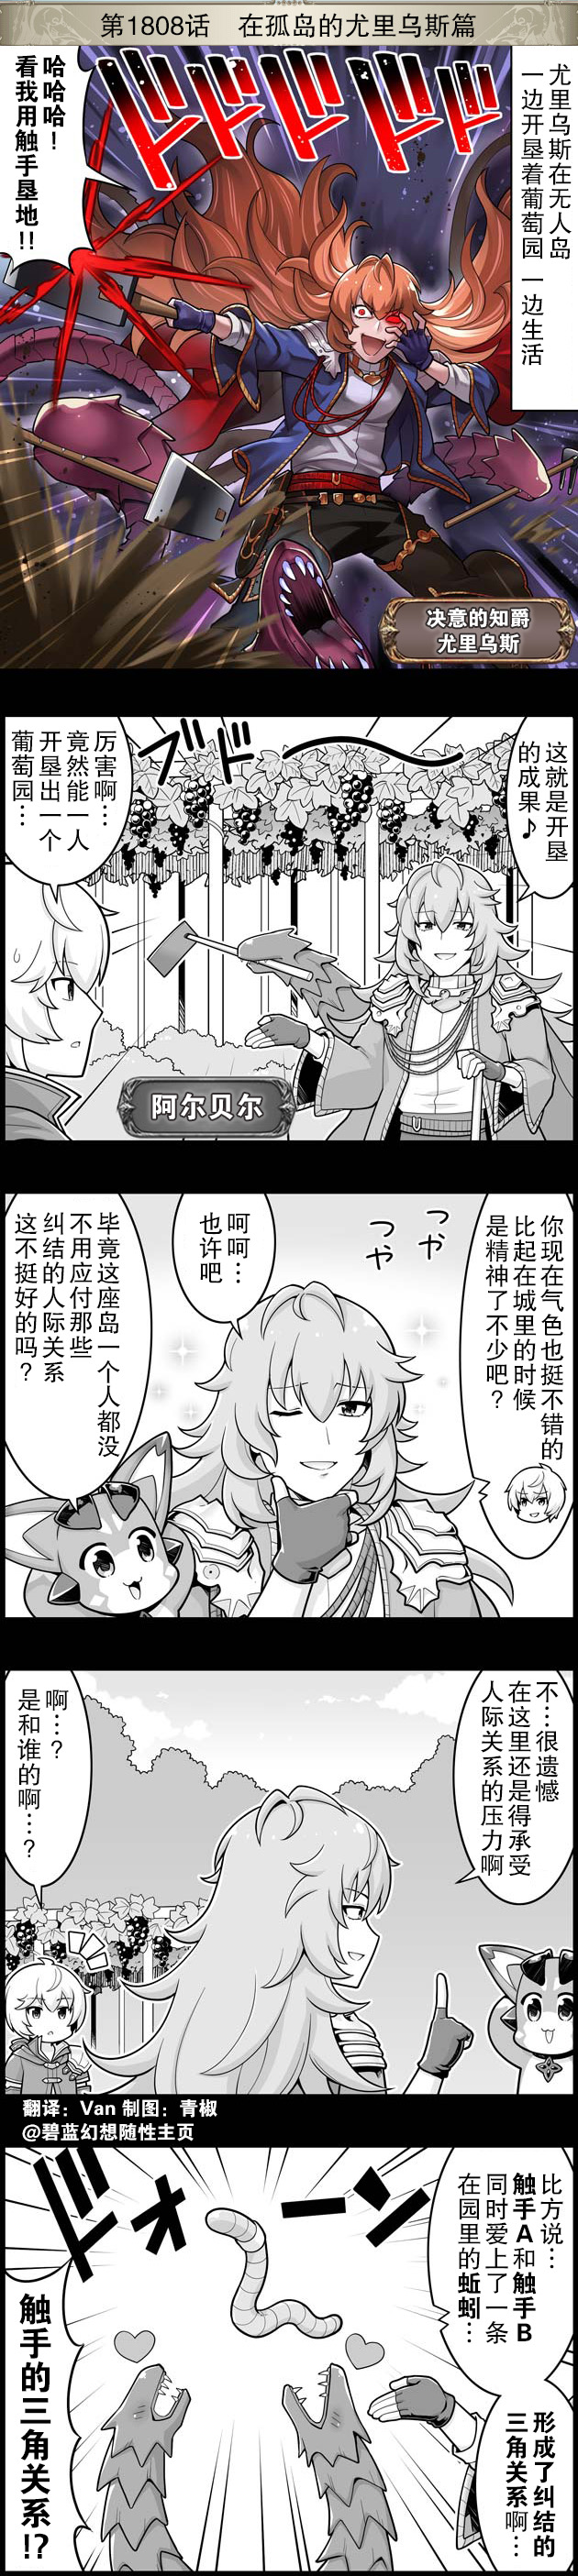 第1808话　在孤岛的尤里乌斯篇
尤里乌斯在无人岛
一边开垦着葡萄园 一边生活
ドドドドド
哈哈哈！
看我用触手垦地!!
决意的知爵
尤里乌斯
这就是开垦
的成果♪
ブド〜
厉害啊…
竟然能一人
开垦出一个
葡萄园…
阿尔贝尔
你现在气色也挺不错的
比起在城里的时候
是精神了不少吧？
つや
つや
呵呵…
也许吧
毕竟这座岛一个人都没
不用应付那些
纠结的人际关系
这不挺好的吗？
不…很遗憾
在这里还是得承受
人际关系的压力啊
啊…？
是和谁的啊…？
翻译：Van 制图：青椒
@碧蓝幻想随性主页
比方说…
触手A和触手B
同时爱上了一条
在园里的蚯蚓…
形成了纠结的
三角关系啊…
ドォーン
触手的三角关系!?